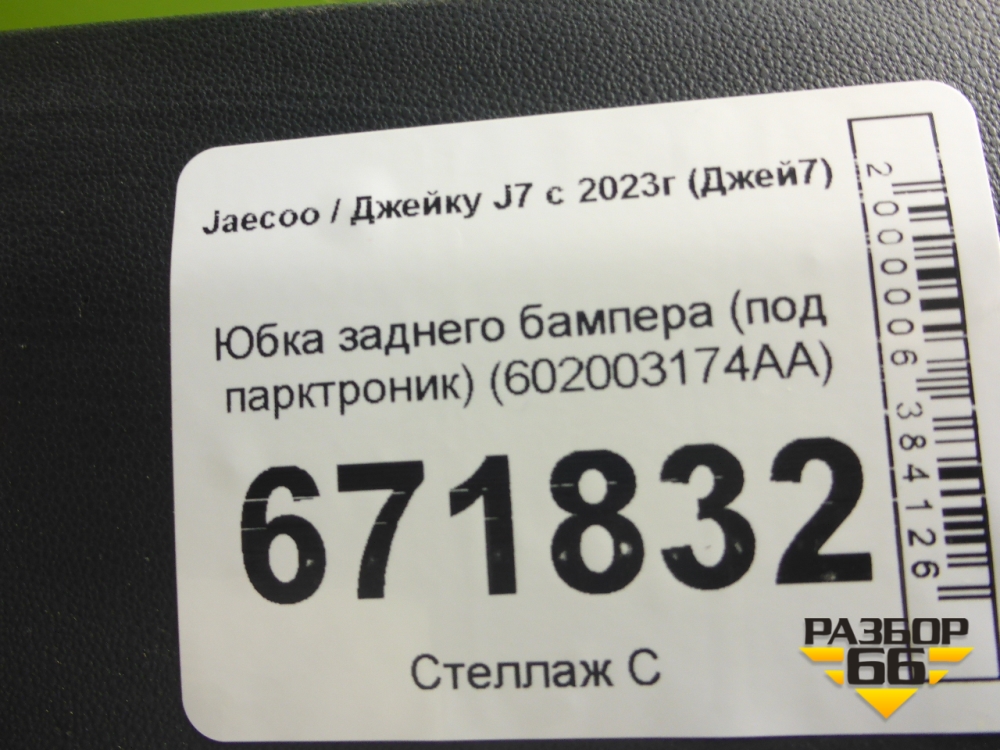 Jaecoo / Джейку J7 с 2023г (Джей7)
Юбка заднего бампера (под
парктроник) (602003174AA)
671832
Стеллаж С
2000006384126
РАЗБОР
66